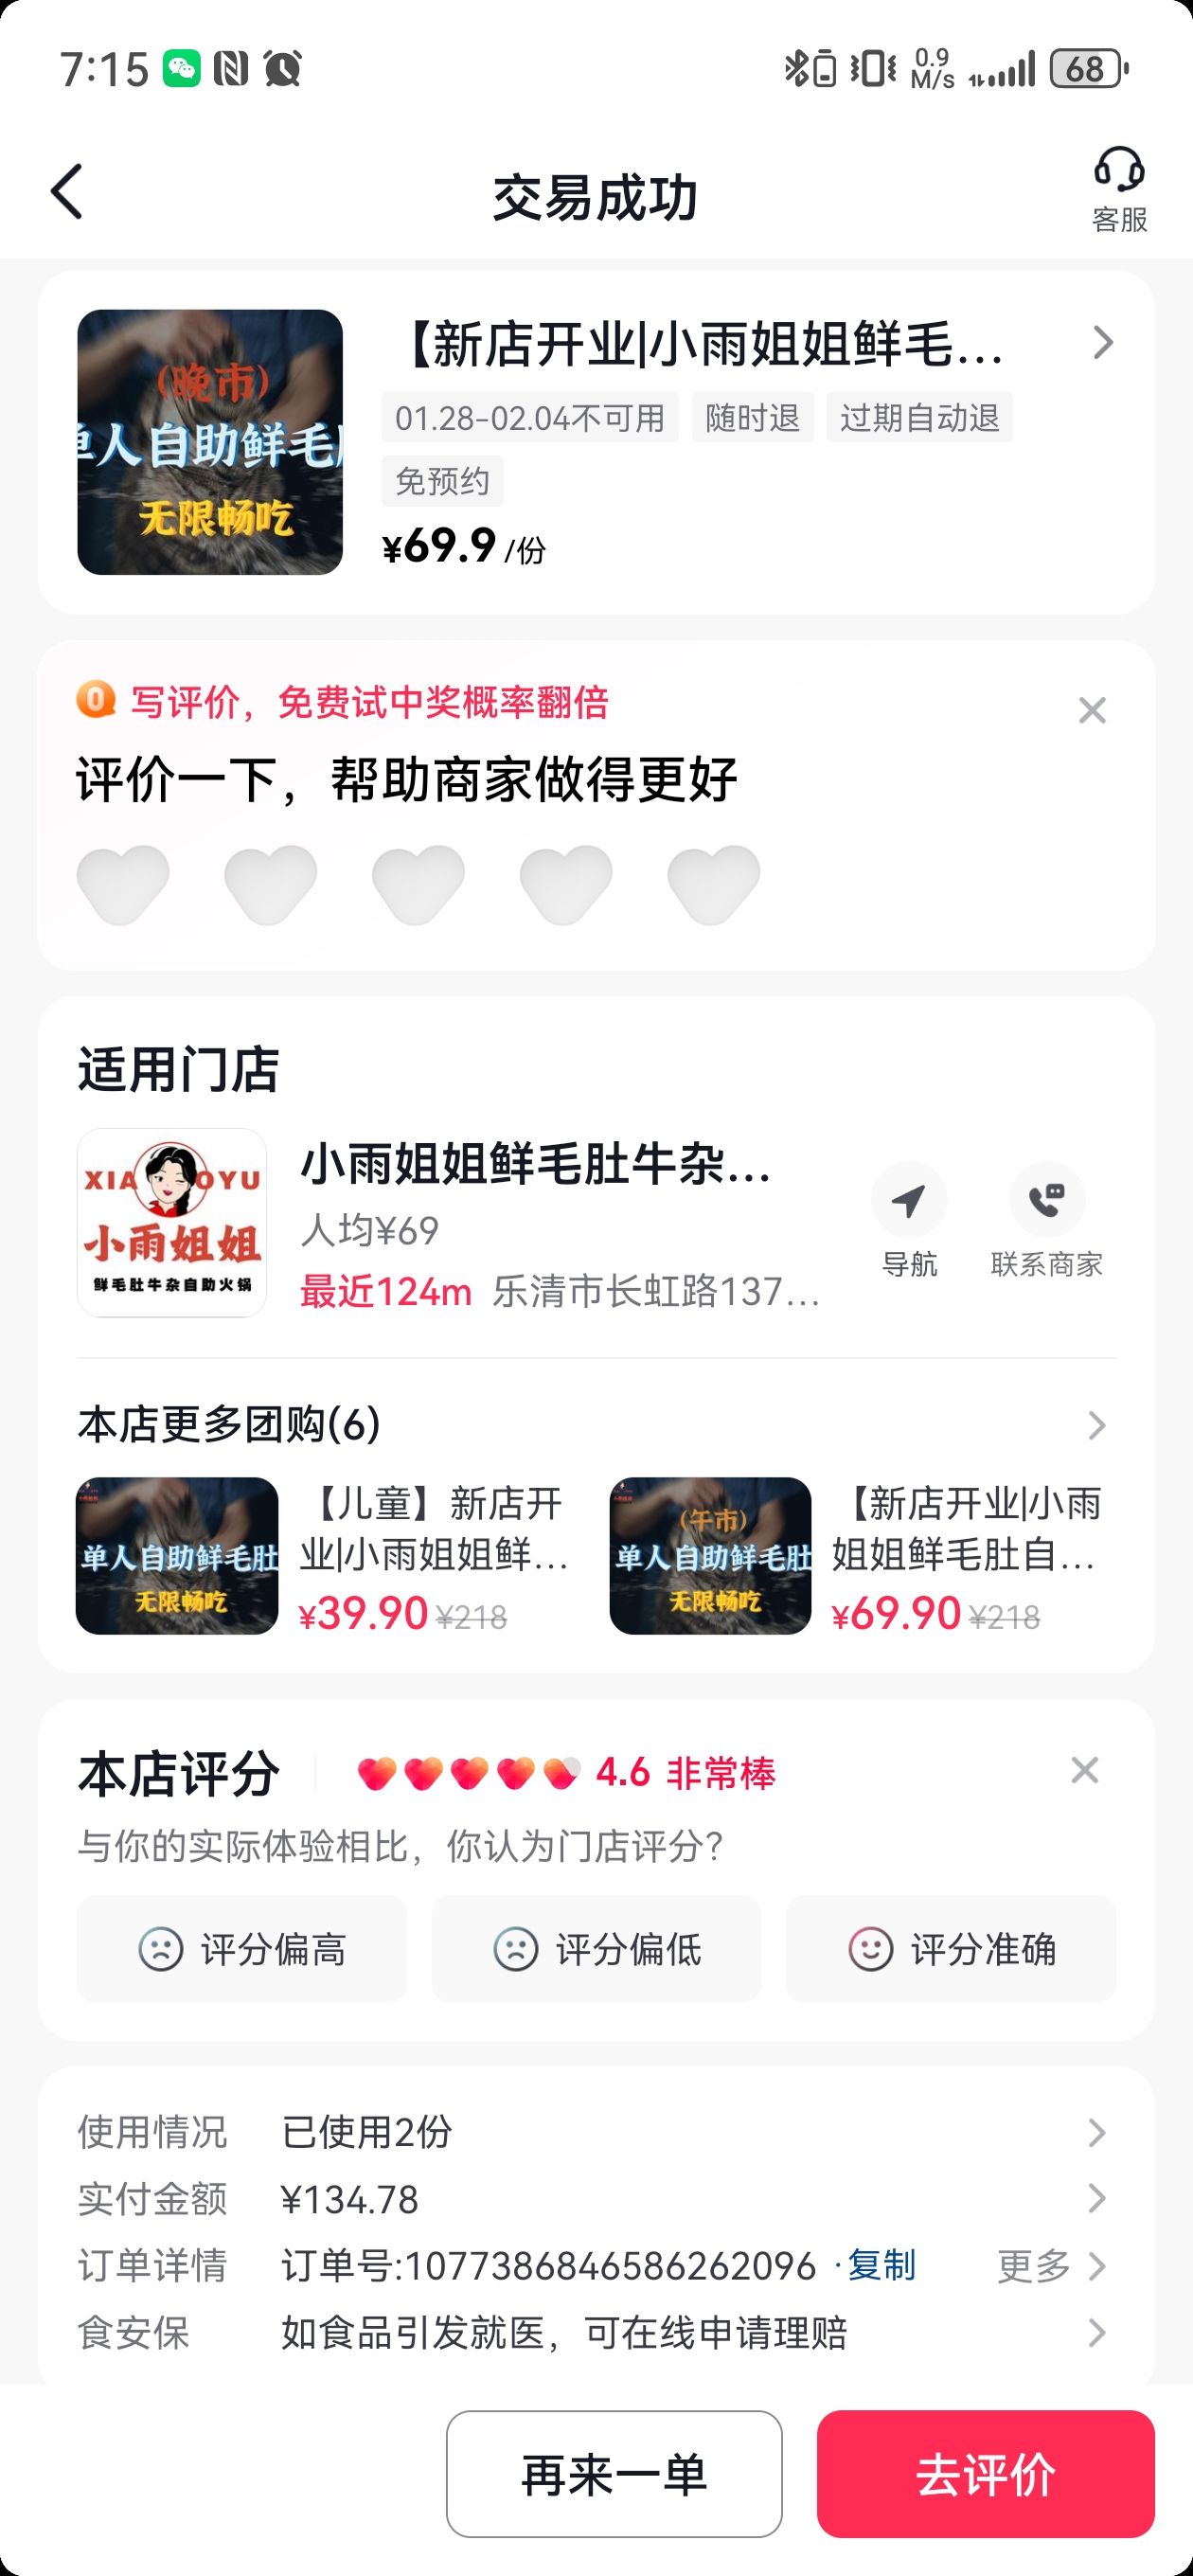 7:15
0.9
M/s
68
交易成功
客服
(晚市)
单人自助鲜毛肚
无限畅吃
【新店开业|小雨姐姐鲜毛...
01.28-02.04不可用 随时退 过期自动退
免预约
¥69.9 /份
写评价，免费试中奖概率翻倍
评价一下，帮助商家做得更好
适用门店
XIAOYU
小雨姐姐
鲜毛肚牛杂自助火锅
小雨姐姐鲜毛肚牛杂...
人均¥69
最近124m 乐清市长虹路137...
导航
联系商家
本店更多团购(6)
单人自助鲜毛肚
无限畅吃
【儿童】新店开
业|小雨姐姐鲜...
¥39.90 ¥218
(午市)
单人自助鲜毛肚
无限畅吃
【新店开业|小雨
姐姐鲜毛肚自...
¥69.90 ¥218
本店评分 4.6 非常棒
与你的实际体验相比，你认为门店评分？
评分偏高 评分偏低 评分准确
使用情况 已使用2份
实付金额 ¥134.78
订单详情 订单号:1077386846586262096 ·复制 更多
食安保 如食品引发就医，可在线申请理赔
再来一单 去评价